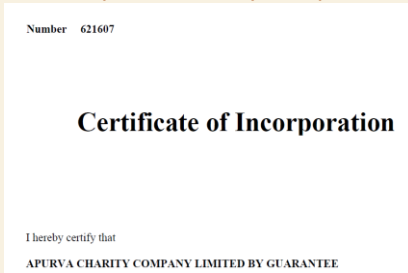 Number 621607
Certificate of Incorporation
I hereby certify that
APURVA CHARITY COMPANY LIMITED BY GUARANTEE